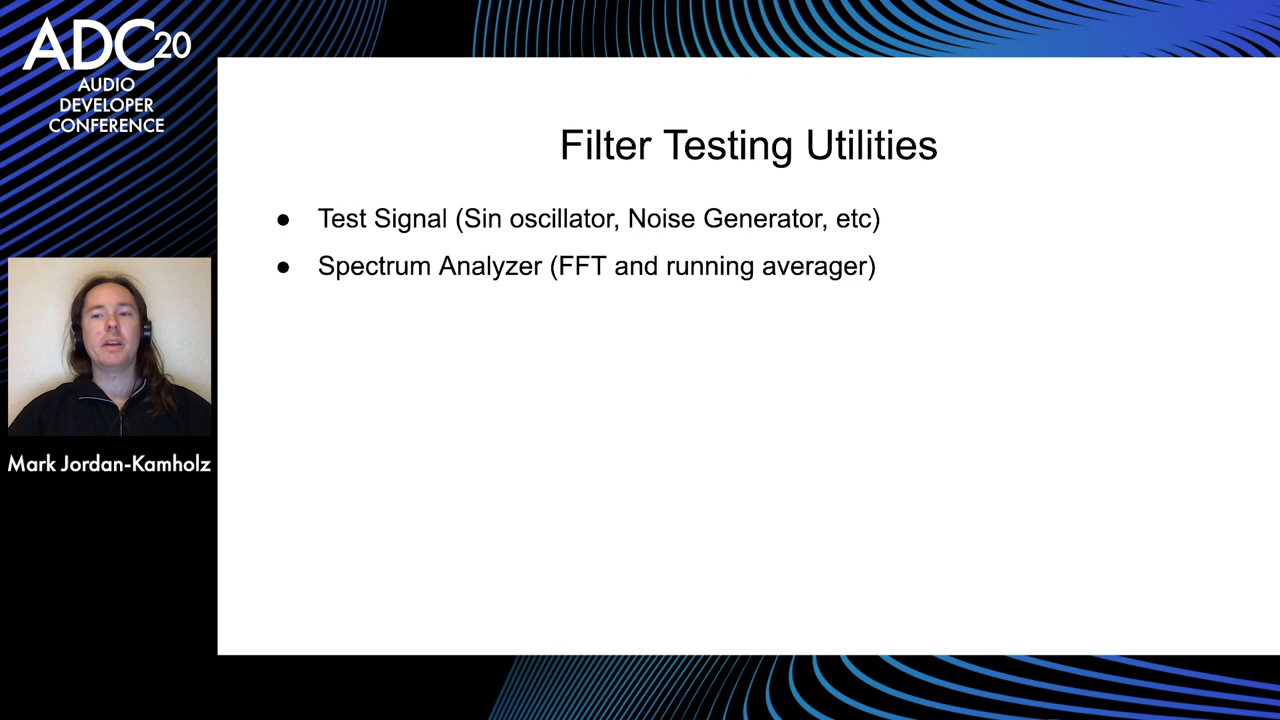 ADC20
AUDIO
DEVELOPER
CONFERENCE
Filter Testing Utilities
● Test Signal (Sin oscillator, Noise Generator, etc)
● Spectrum Analyzer (FFT and running averager)
Mark Jordan-Kamholz